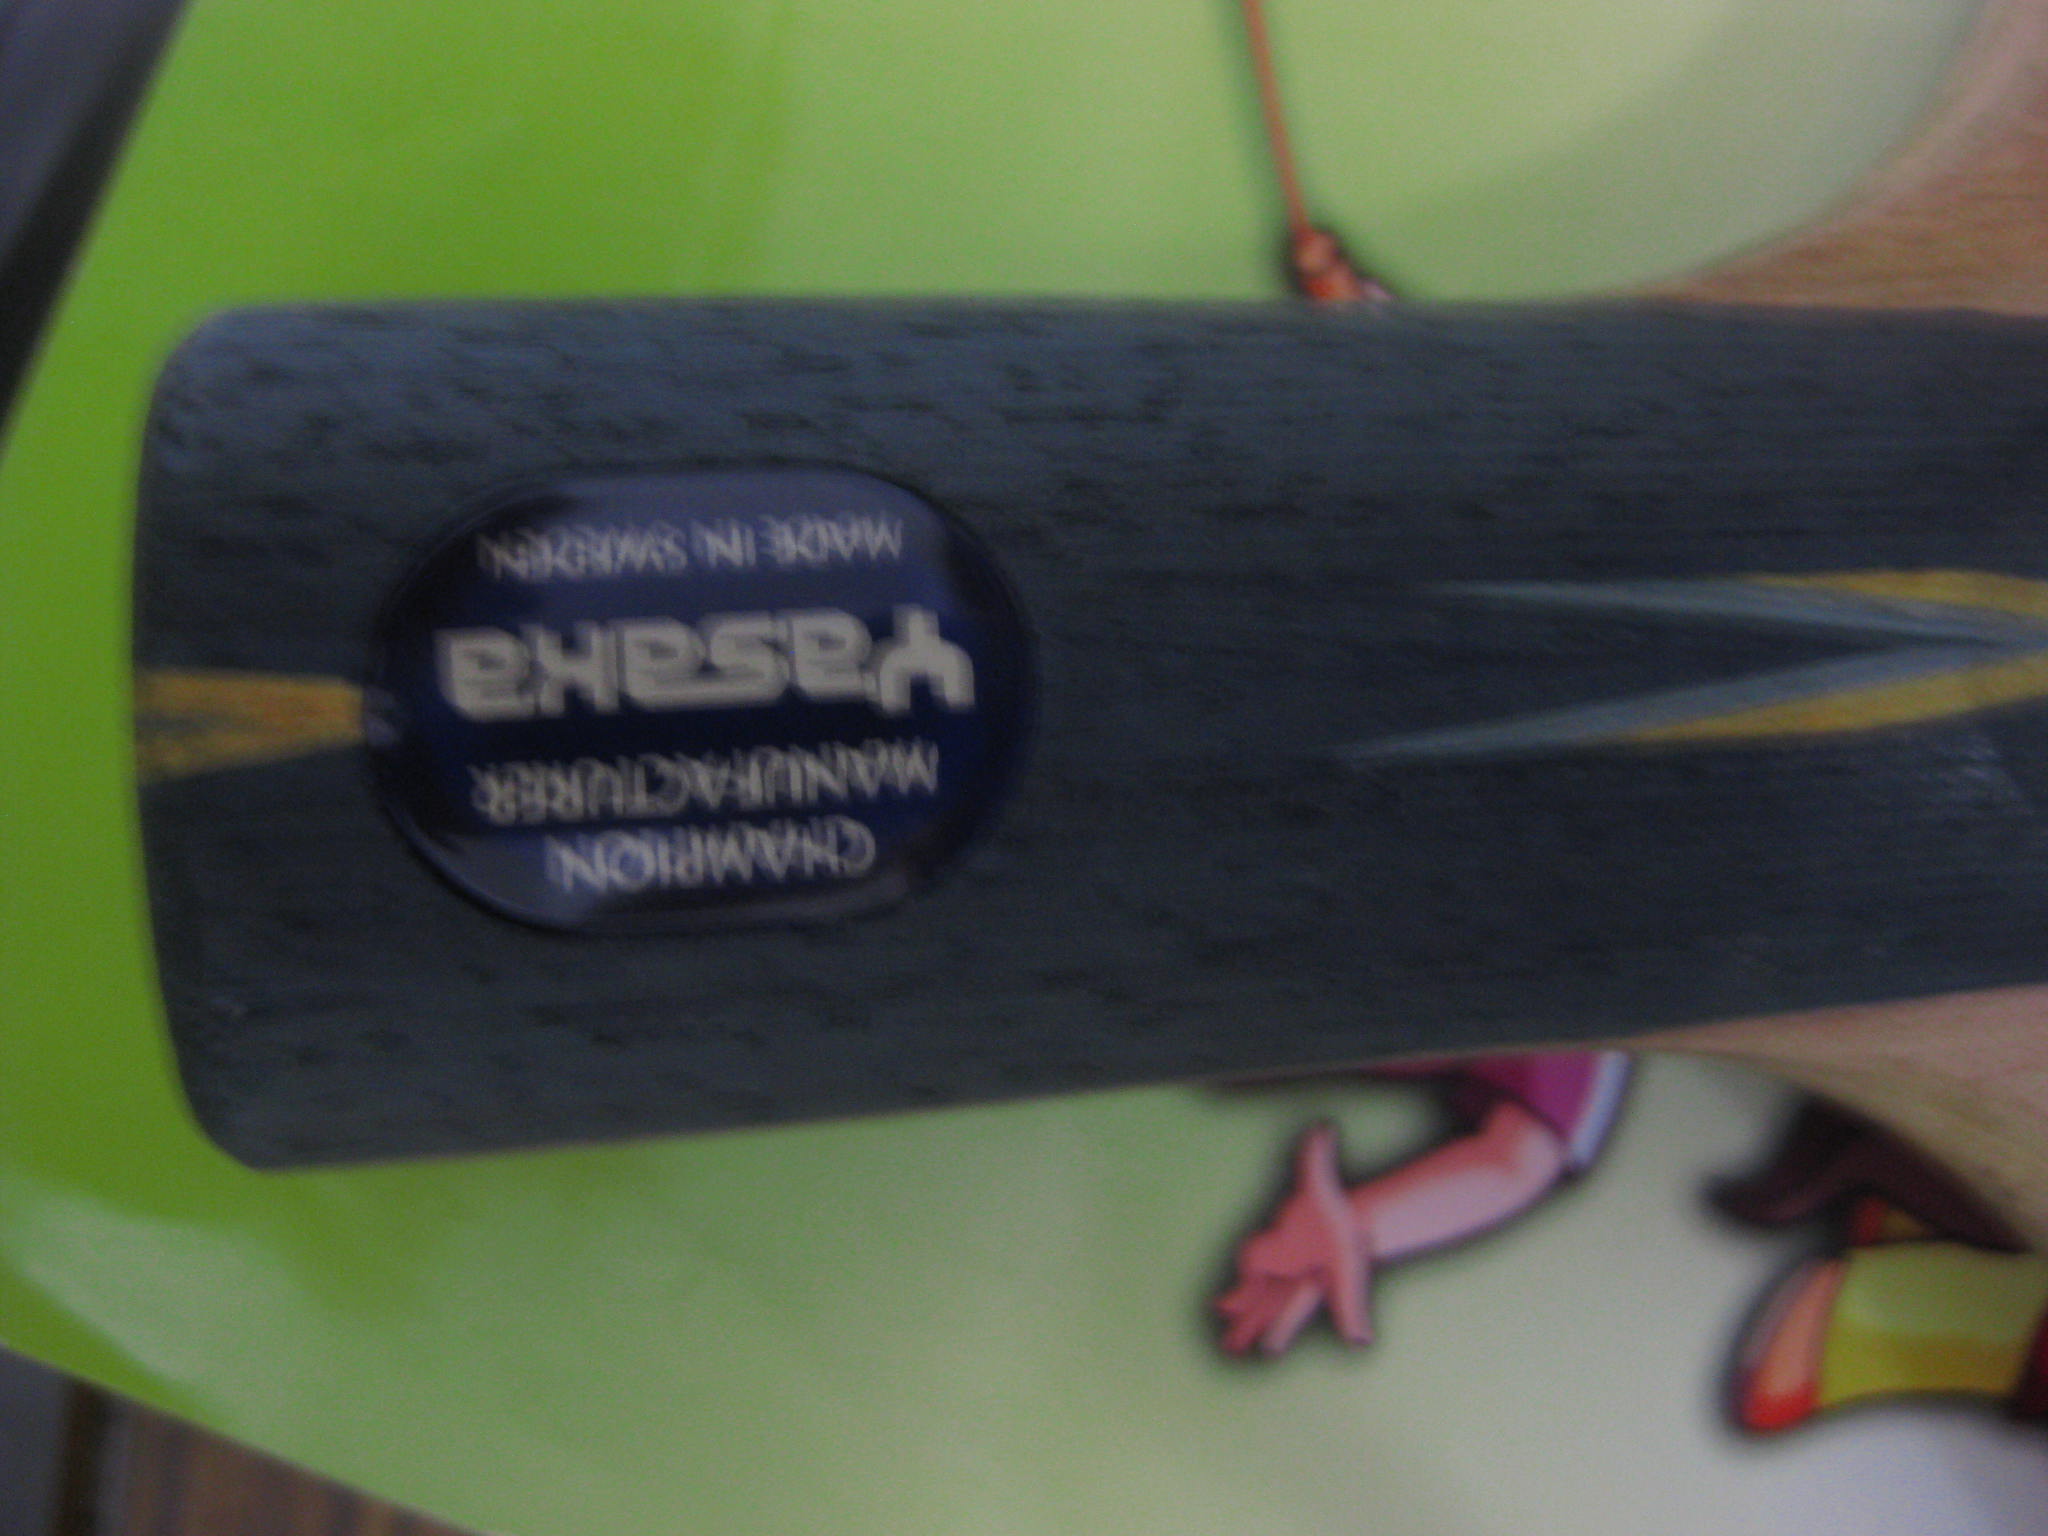 CHAMPION
MANUFACTURER
Yasaka
MADE IN SWEDEN